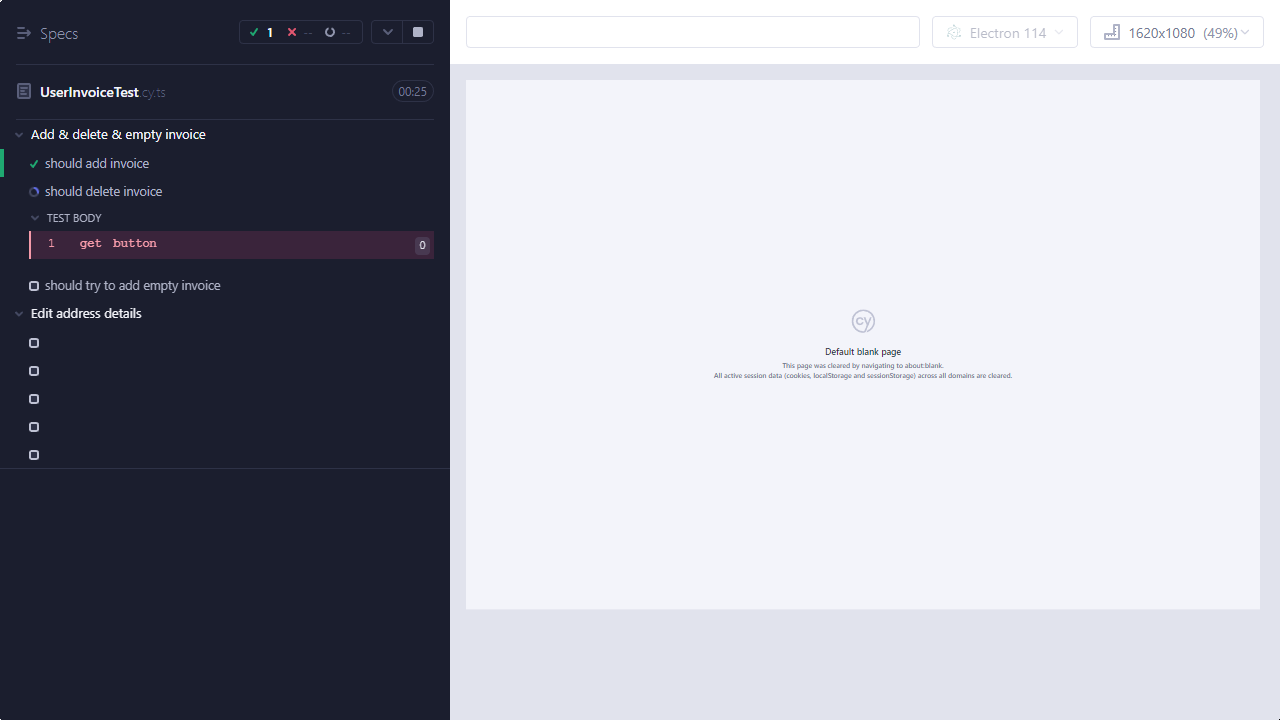 Specs
1 -- --
Electron 114
1620x1080 (49%)
UserInvoiceTest.cy.ts
00:25
Add & delete & empty invoice
should add invoice
should delete invoice
TEST BODY
1 get button 0
should try to add empty invoice
Edit address details
cy
Default blank page
This page was cleared by navigating to about:blank.
All active session data (cookies, localStorage and sessionStorage) across all domains are cleared.